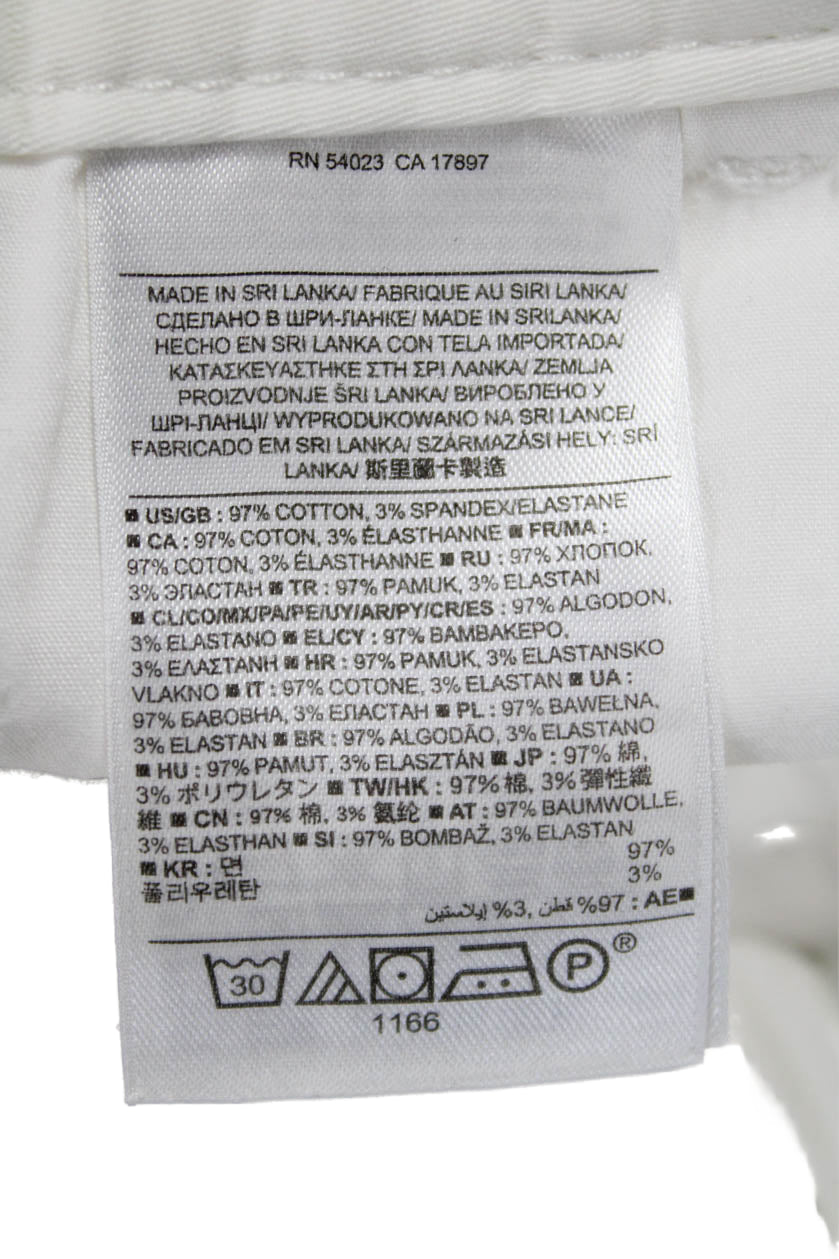 RN 54023 CA 17897
MADE IN SRI LANKA/ FABRIQUE AU SIRI LANKA/
СДЕЛАНО В ШРИ-ЛАНКЕ/ MADE IN SRILANKA/
HECHO EN SRI LANKA CON TELA IMPORTADA/
ΚΑΤΑΣΚΕΥΑΣΤΗΚΕ ΣΤΗ ΣΡΙ ΛΑΝΚΑ/ ZEMLJA
PROIZVODNJE ŠRI LANKA/ ВИРОБЛЕНО У
ШРІ-ЛАНЦІ/ WYPRODUKOWANO NA SRI LANCE/
FABRICADO EM SRI LANKA/ SZÁRMAZÁSI HELY: SRÍ
LANKA/ 斯里蘭卡製造
■ US/GB : 97% COTTON, 3% SPANDEX/ELASTANE
■ CA : 97% COTON, 3% ÉLASTHANNE ■ FR/MA :
97% COTON, 3% ÉLASTHANNE ■ RU : 97% ХЛОПОК,
3% ЭЛАСТАН ■ TR : 97% PAMUK, 3% ELASTAN
■ CL/CO/MX/PA/PE/UY/AR/PY/CR/ES : 97% ALGODON,
3% ELASTANO ■ EL/CY : 97% ΒΑΜΒΑΚΕΡΟ,
3% ΕΛΑΣΤΑΝΗ ■ HR : 97% PAMUK, 3% ELASTANSKO
VLAKNO ■ IT : 97% COTONE, 3% ELASTAN ■ UA :
97% БАВОВНА, 3% ЕЛАСТАН ■ PL : 97% BAWEŁNA,
3% ELASTAN ■ BR : 97% ALGODÃO, 3% ELASTANO
■ HU : 97% PAMUT, 3% ELASZTÁN ■ JP : 97% 綿,
3% ポリウレタン ■ TW/HK : 97% 棉, 3% 彈性纖
維 ■ CN : 97% 棉, 3% 氨纶 ■ AT : 97% BAUMWOLLE,
3% ELASTHAN ■ SI : 97% BOMBAŽ, 3% ELASTAN
■ KR : 면 97%
폴리우레탄 3%
■AE : 97% قطن, 3% إيلاستين
30 P ®
1166